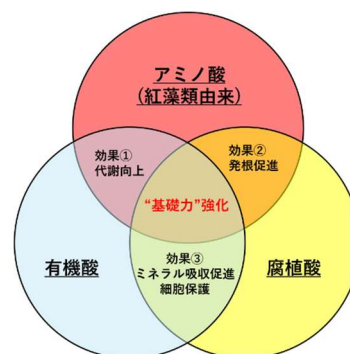 アミノ酸
（紅藻類由来）
効果①
代謝向上
効果②
発根促進
“基礎力”強化
有機酸
効果③
ミネラル吸収促進
細胞保護
腐植酸